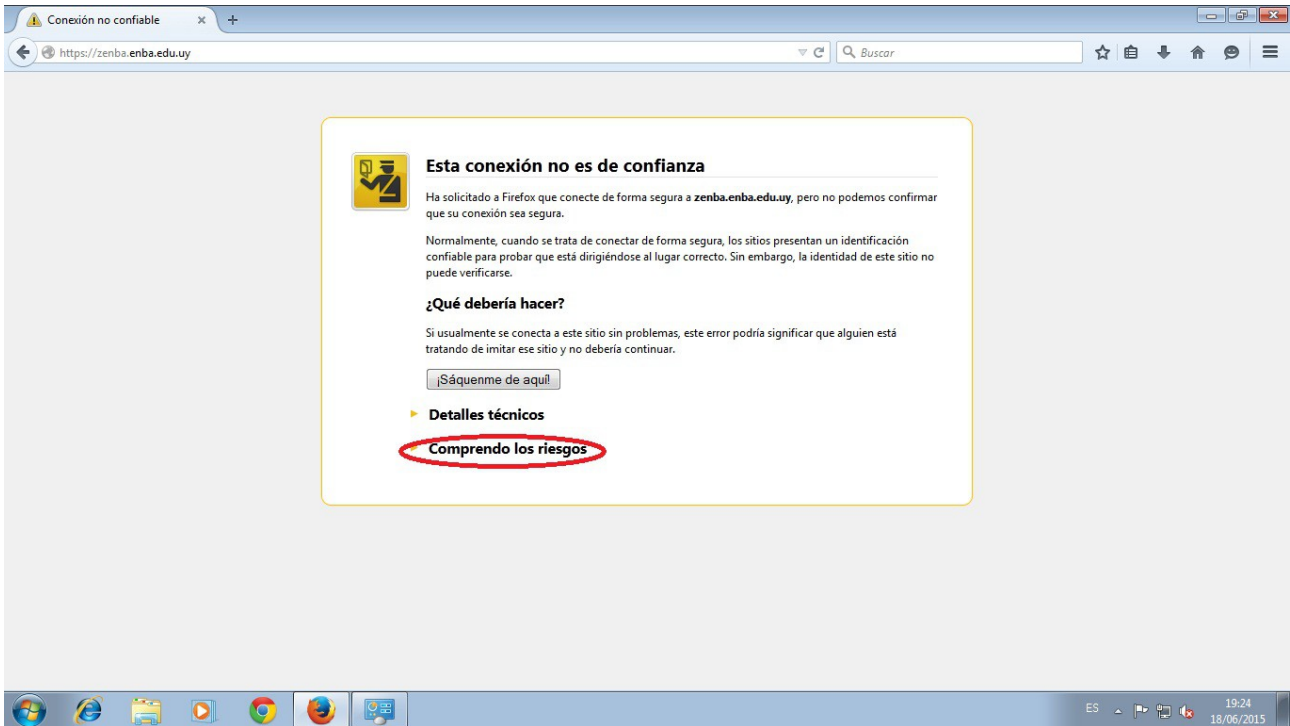 Conexión no confiable
https://zenba.enba.edu.uy
Buscar
Esta conexión no es de confianza
Ha solicitado a Firefox que conecte de forma segura a zenba.enba.edu.uy, pero no podemos confirmar
que su conexión sea segura.
Normalmente, cuando se trata de conectar de forma segura, los sitios presentan un identificación
confiable para probar que está dirigiéndose al lugar correcto. Sin embargo, la identidad de este sitio no
puede verificarse.
¿Qué debería hacer?
Si usualmente se conecta a este sitio sin problemas, este error podría significar que alguien está
tratando de imitar ese sitio y no debería continuar.
¡Sáquenme de aquí!
Detalles técnicos
Comprendo los riesgos
ES
19:24
18/06/2015